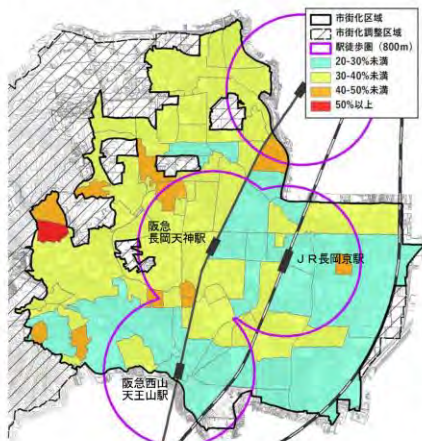 市街化区域
市街化調整区域
駅徒歩圏（800m）
20-30%未満
30-40%未満
40-50%未満
50%以上
阪急
長岡天神駅
ＪＲ長岡京駅
阪急西山
天王山駅